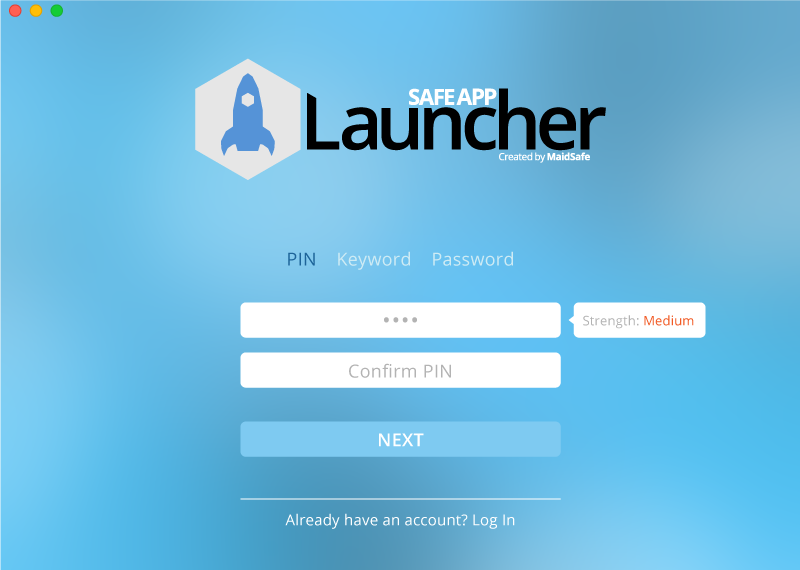 SAFE APP
Launcher
Created by MaidSafe
PIN Keyword Password
•••• Strength: Medium
Confirm PIN
NEXT
Already have an account? Log In